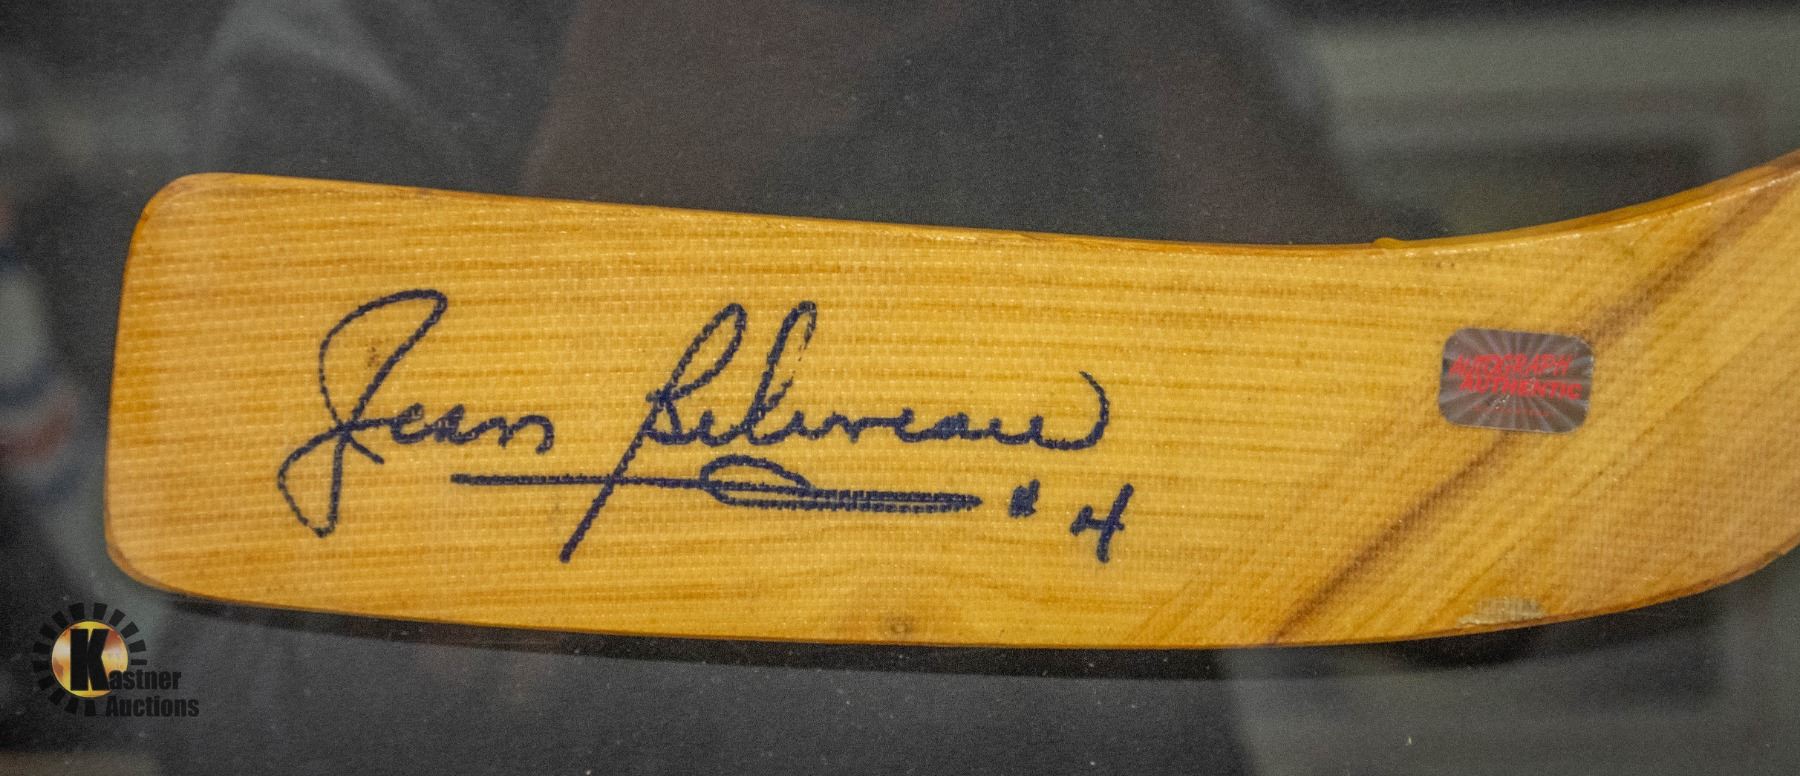 Jean Beliveau
# 4
AUTOGRAPH
AUTHENTIC
Kastner
Auctions